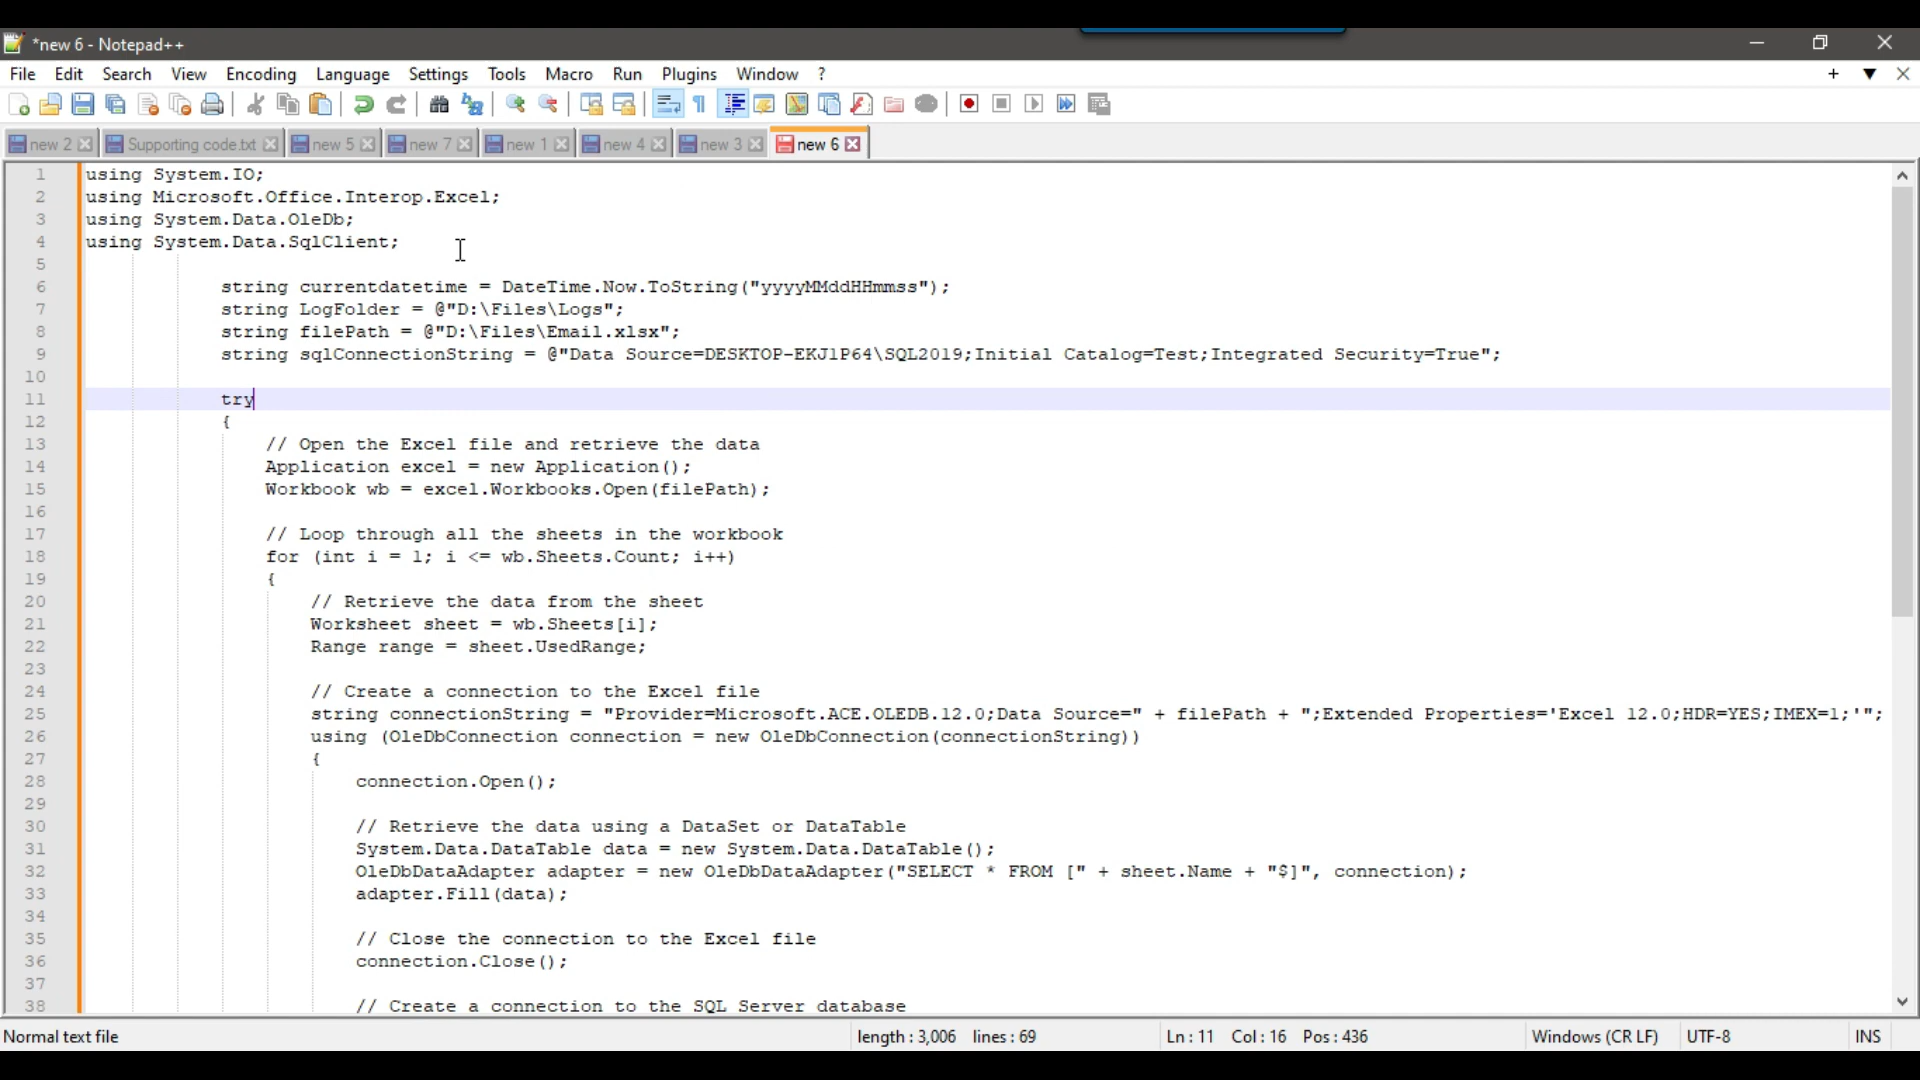 *new 6 - Notepad++
File Edit Search View Encoding Language Settings Tools Macro Run Plugins Window ?
new 2 Supporting code.txt new 5 new 7 new 1 new 4 new 3 new 6
1 using System.IO;
2 using Microsoft.Office.Interop.Excel;
3 using System.Data.OleDb;
4 using System.Data.SqlClient;
5
6 string currentdatetime = DateTime.Now.ToString("yyyyMMddHHmmss");
7 string LogFolder = @"D:\Files\Logs";
8 string filePath = @"D:\Files\Email.xlsx";
9 string sqlConnectionString = @"Data Source=DESKTOP-EKJ1P64\SQL2019;Initial Catalog=Test;Integrated Security=True";
10
11 try
12 {
13 // Open the Excel file and retrieve the data
14 Application excel = new Application();
15 Workbook wb = excel.Workbooks.Open(filePath);
16
17 // Loop through all the sheets in the workbook
18 for (int i = 1; i <= wb.Sheets.Count; i++)
19 {
20 // Retrieve the data from the sheet
21 Worksheet sheet = wb.Sheets[i];
22 Range range = sheet.UsedRange;
23
24 // Create a connection to the Excel file
25 string connectionString = "Provider=Microsoft.ACE.OLEDB.12.0;Data Source=" + filePath + ";Extended Properties='Excel 12.0;HDR=YES;IMEX=1;'";
26 using (OleDbConnection connection = new OleDbConnection(connectionString))
27 {
28 connection.Open();
29
30 // Retrieve the data using a DataSet or DataTable
31 System.Data.DataTable data = new System.Data.DataTable();
32 OleDbDataAdapter adapter = new OleDbDataAdapter("SELECT * FROM [" + sheet.Name + "$]", connection);
33 adapter.Fill(data);
34
35 // Close the connection to the Excel file
36 connection.Close();
37
38 // Create a connection to the SQL Server database
Normal text file length : 3,006 lines : 69 Ln : 11 Col : 16 Pos : 436 Windows (CR LF) UTF-8 INS